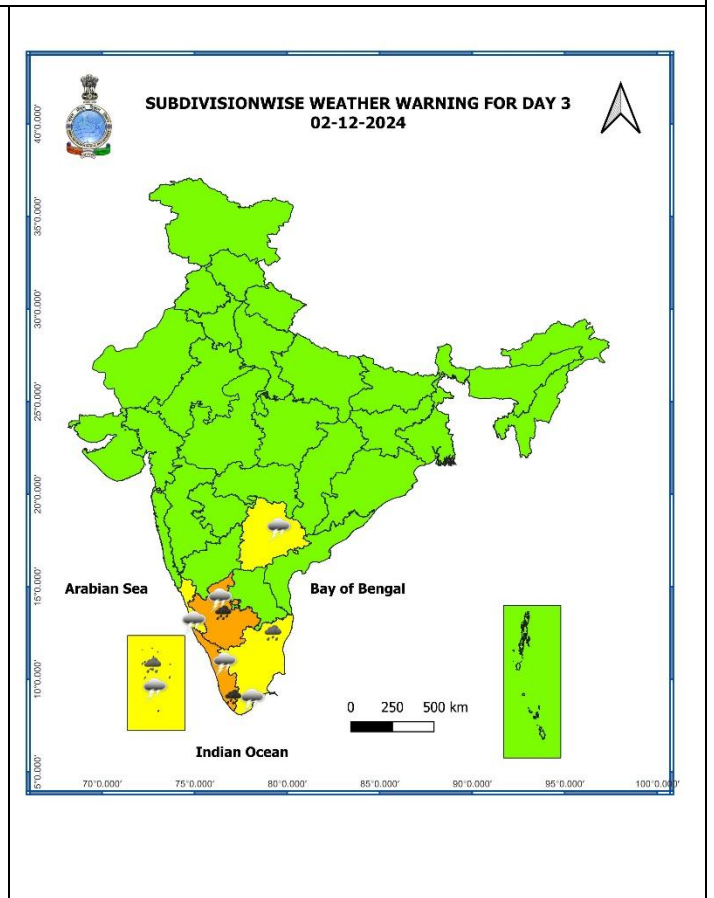 SUBDIVISIONWISE WEATHER WARNING FOR DAY 3
02-12-2024
40°0.000'
35°0.000'
30°0.000'
25°0.000'
20°0.000'
15°0.000'
10°0.000'
5°0.000'
Arabian Sea
Bay of Bengal
0 250 500 km
Indian Ocean
70°0.000' 75°0.000' 80°0.000' 85°0.000' 90°0.000' 95°0.000' 100°0.000'